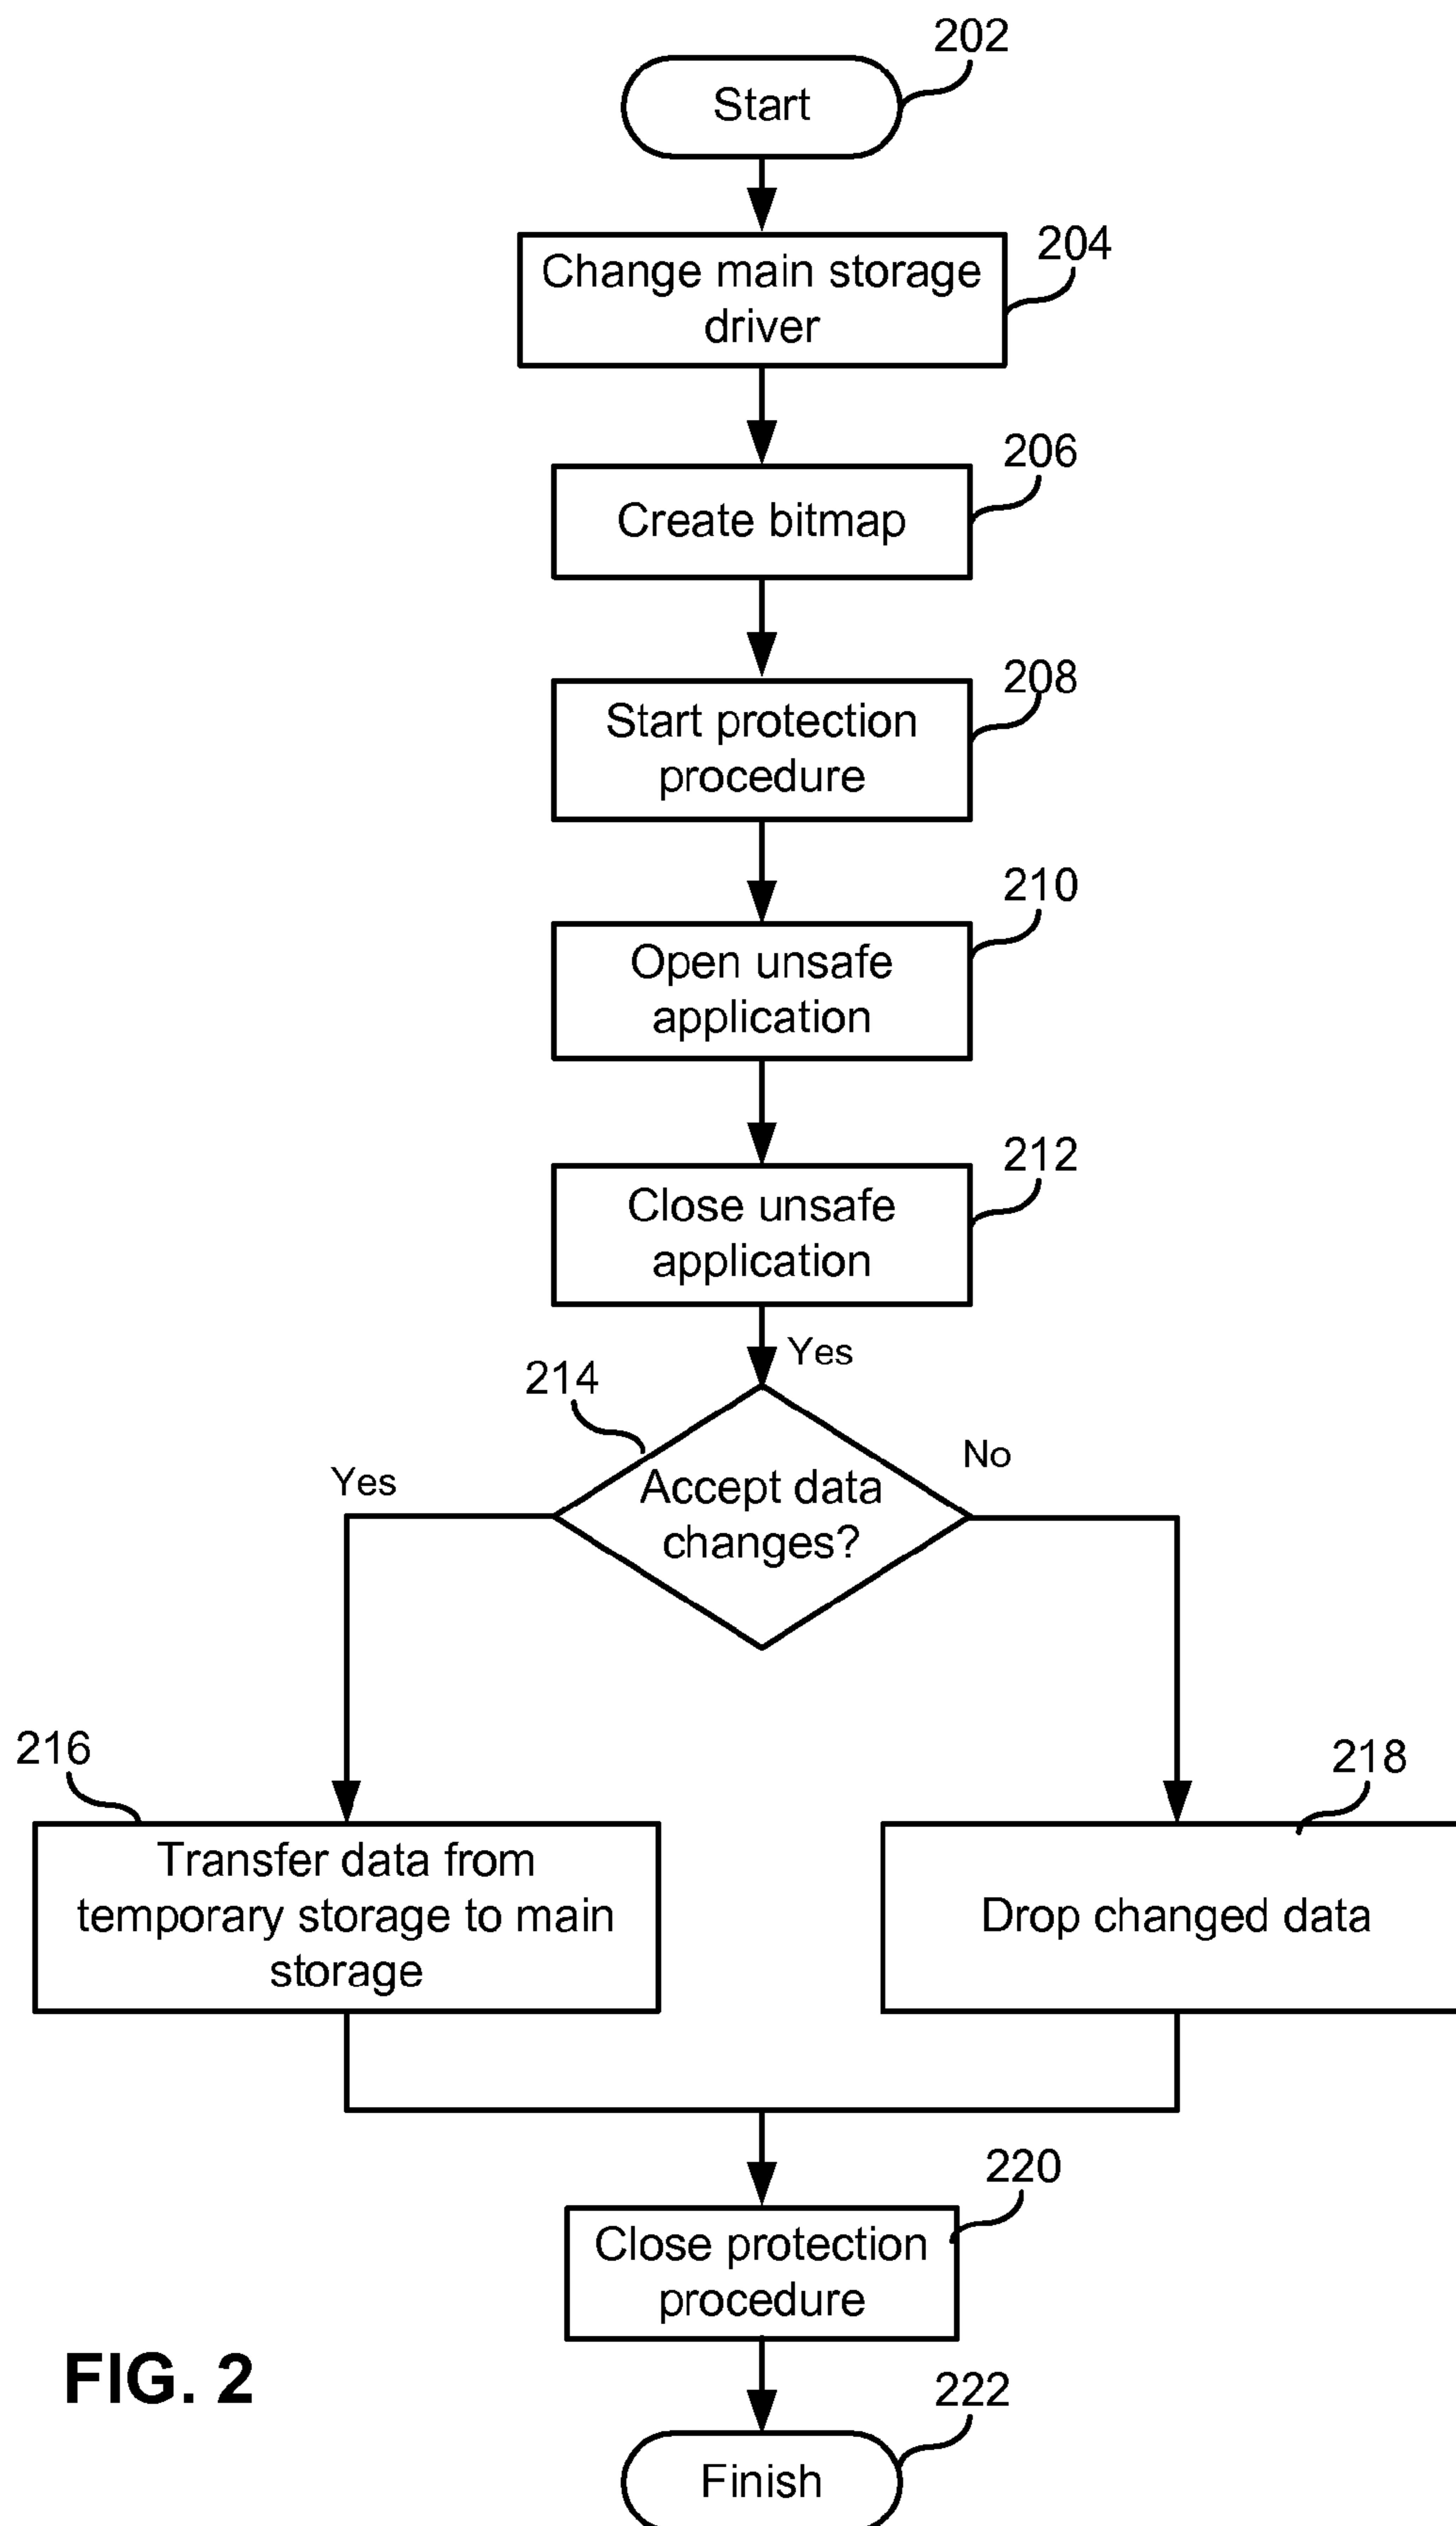 202
Start
204
Change main storage
driver
206
Create bitmap
208
Start protection
procedure
210
Open unsafe
application
212
Close unsafe
application
Yes
214
Yes
No
Accept data
changes?
216
218
Transfer data from
temporary storage to main
storage
Drop changed data
220
Close protection
procedure
FIG. 2
222
Finish